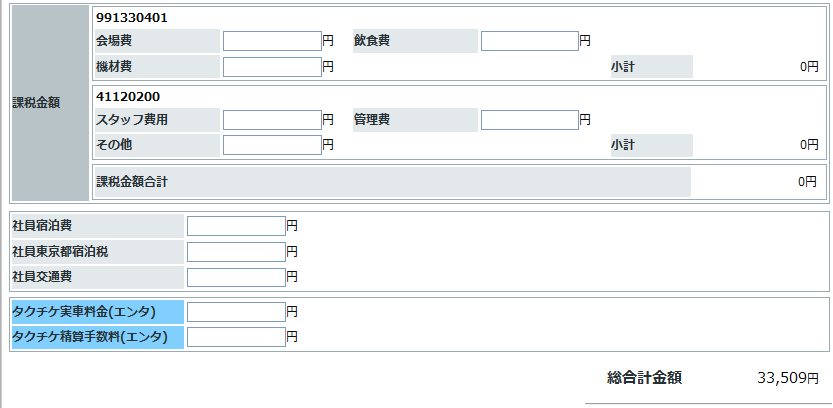 991330401
会場費 円 飲食費 円
機材費 円 小計 0円
課税金額
41120200
スタッフ費用 円 管理費 円
その他 円 小計 0円
課税金額合計 0円
社員宿泊費 円
社員東京都宿泊税 円
社員交通費 円
タクチケ実車料金(エンタ) 円
タクチケ精算手数料(エンタ) 円
総合計金額 33,509円